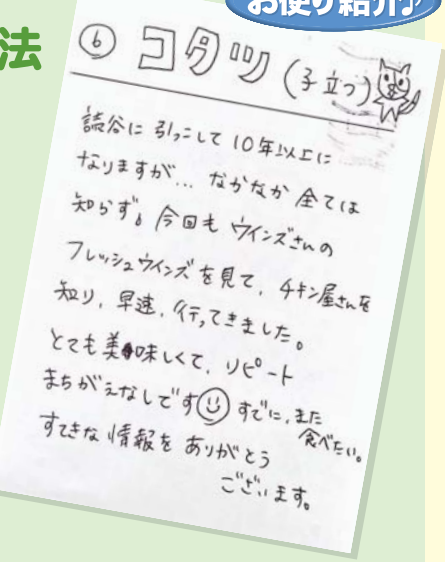 お便り紹介♪
法
⑥ コタツ (子立つ)
読谷に 引っこして 10年以上に
なりますが… なかなか 全ては
知らず。今回も ウインズさんの
フレッシュウインズを見て、チキン屋さんを
知り、早速、行ってきました。
とても美味しくて、リピート
まちがえなしです☺ すでに、また
食べたい。
すてきな情報を ありがとう
ございます。